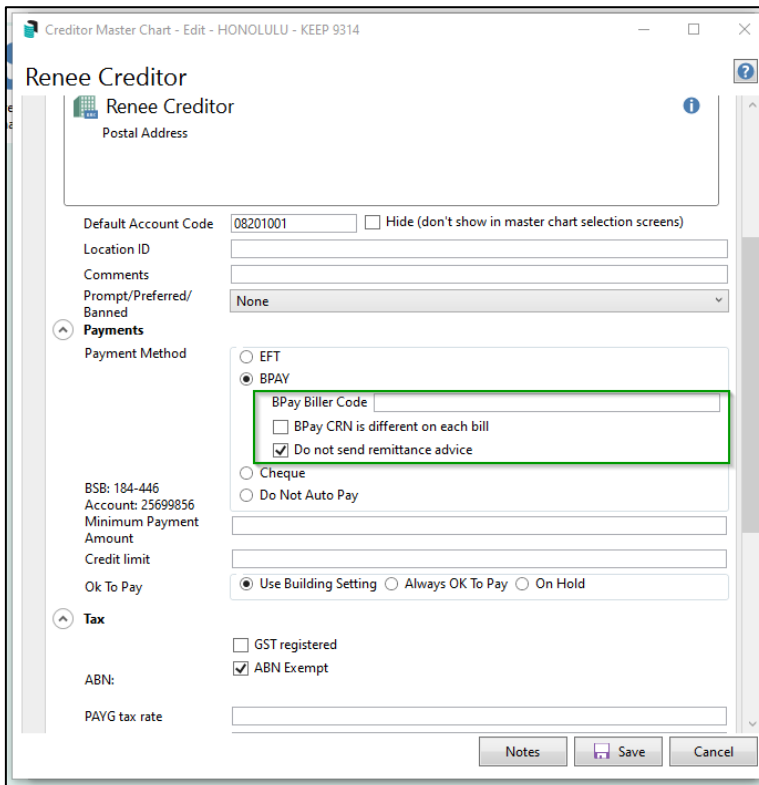 Creditor Master Chart - Edit - HONOLULU - KEEP 9314
Renee Creditor
Renee Creditor
Postal Address
Default Account Code 08201001 Hide (don't show in master chart selection screens)
Location ID
Comments
Prompt/Preferred/
Banned
None
Payments
Payment Method
EFT
BPAY
BPay Biller Code
BPay CRN is different on each bill
Do not send remittance advice
Cheque
Do Not Auto Pay
BSB: 184-446
Account: 25699856
Minimum Payment
Amount
Credit limit
Ok To Pay Use Building Setting Always OK To Pay On Hold
Tax
GST registered
ABN Exempt
ABN:
PAYG tax rate
Notes Save Cancel